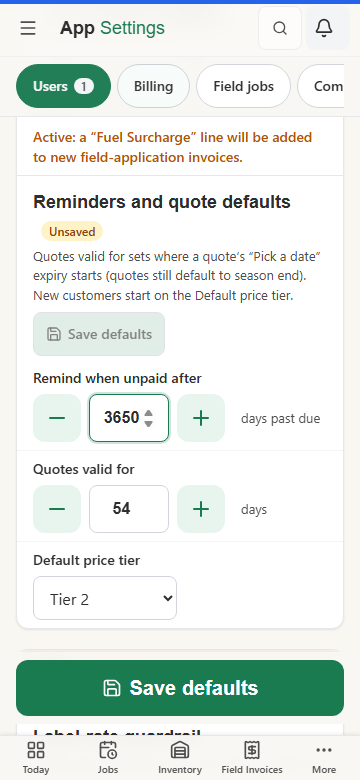 App Settings
Users 1
Billing
Field jobs
Com
Active: a “Fuel Surcharge” line will be added
to new field-application invoices.
Reminders and quote defaults
Unsaved
Quotes valid for sets where a quote’s “Pick a date”
expiry starts (quotes still default to season end).
New customers start on the Default price tier.
Save defaults
Remind when unpaid after
3650
days past due
Quotes valid for
54
days
Default price tier
Tier 2
Save defaults
Label-rate guardrail
Today
Jobs
Inventory
Field Invoices
More